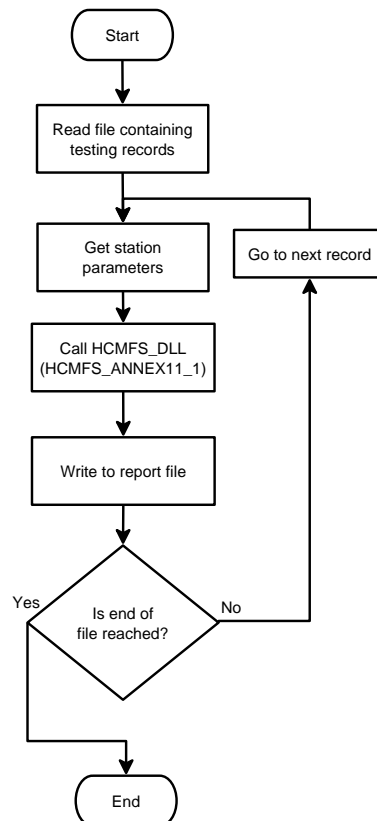 Start
Read file containing
testing records
Get station
parameters
Go to next record
Call HCMFS_DLL
(HCMFS_ANNEX11_1)
Write to report file
Yes
Is end of
file reached?
No
End